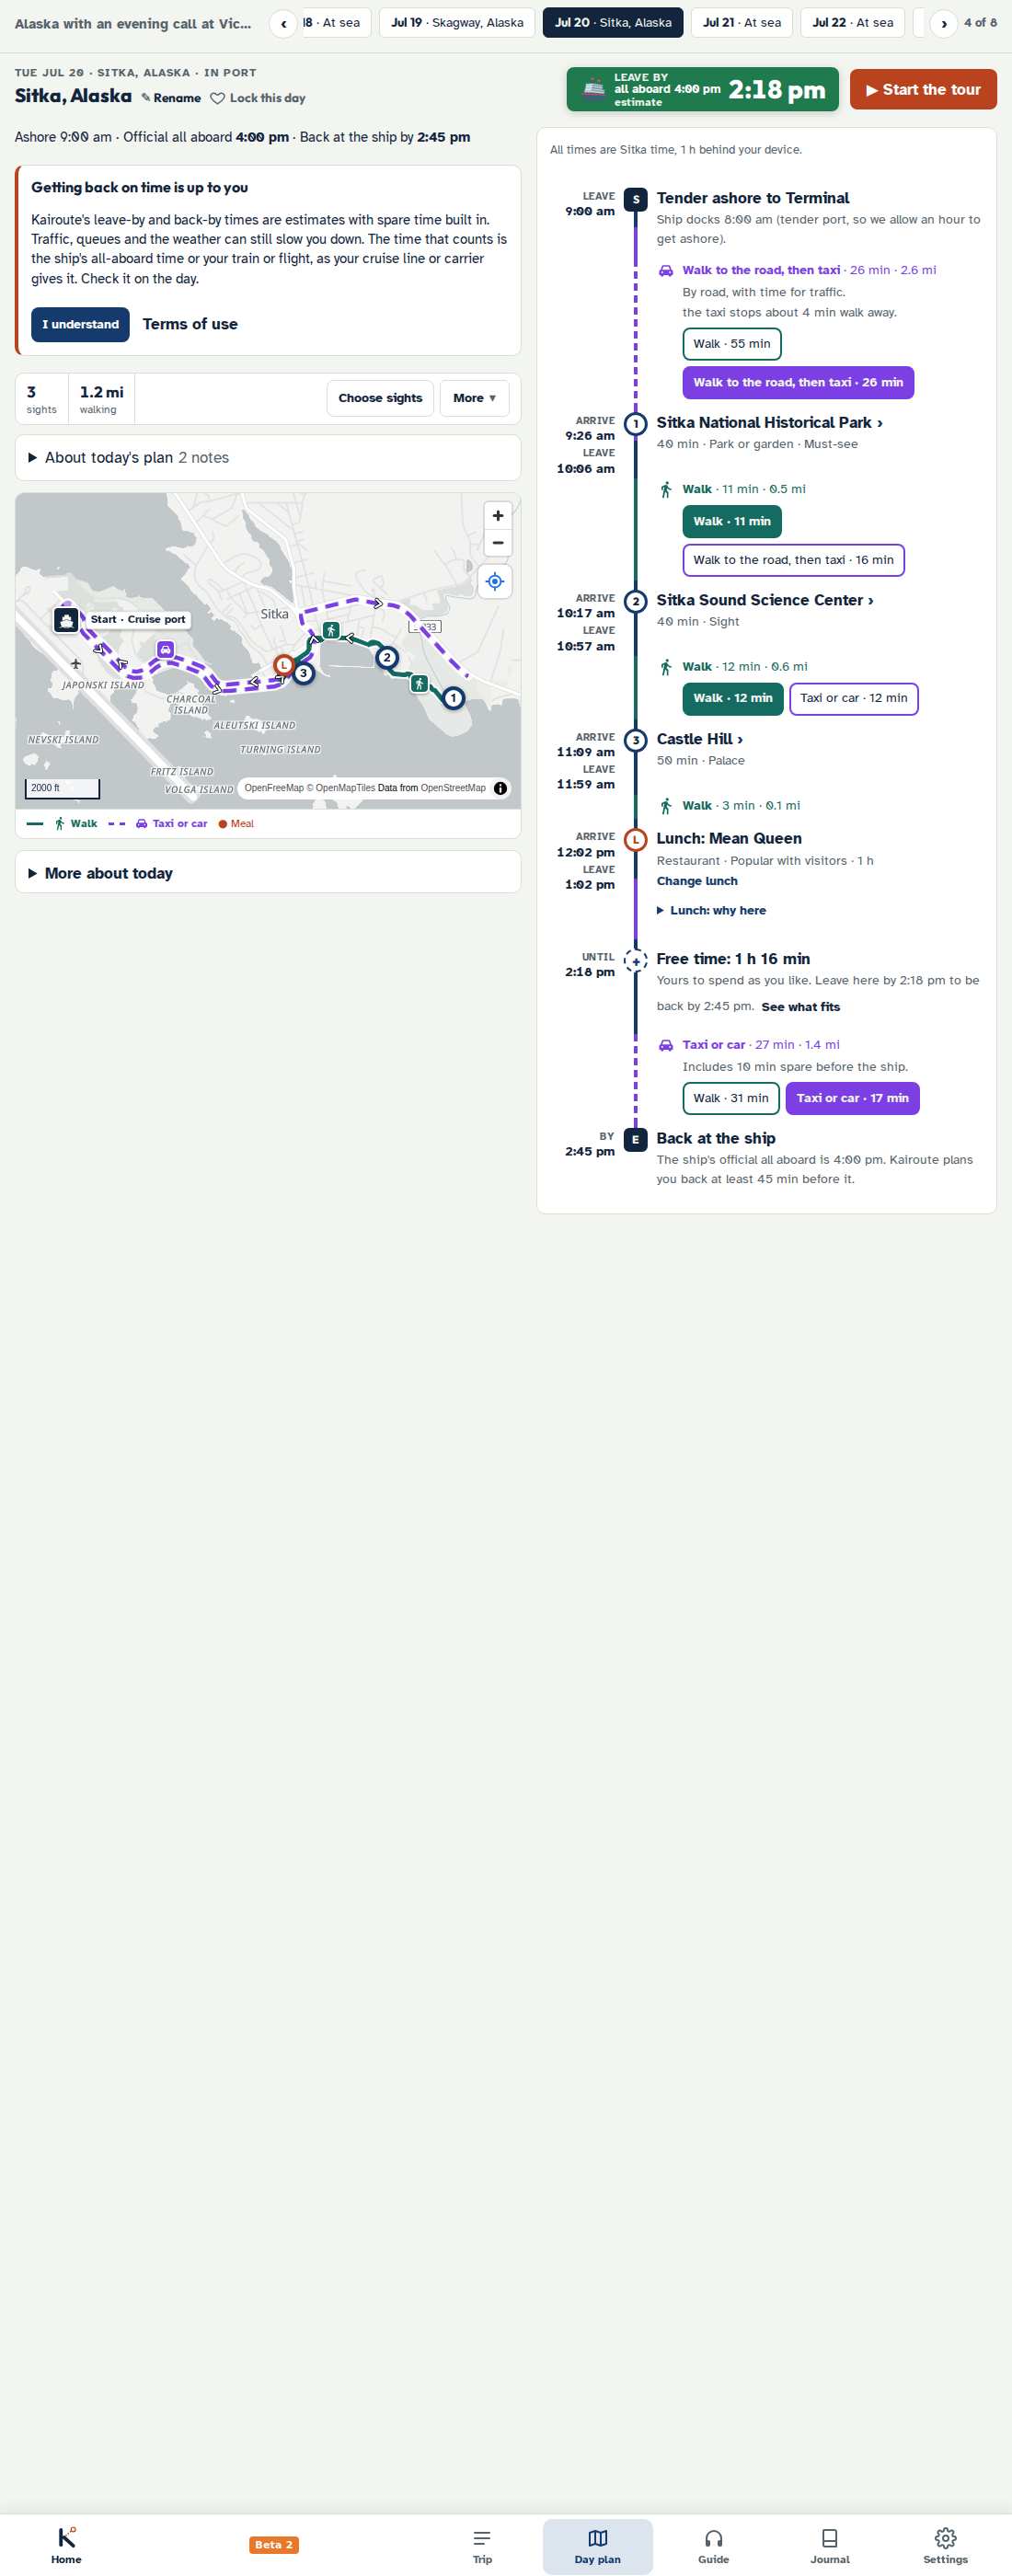 Alaska with an evening call at Vic...
‹
18 · At sea
Jul 19 · Skagway, Alaska
Jul 20 · Sitka, Alaska
Jul 21 · At sea
Jul 22 · At sea
›
4 of 8
TUE JUL 20 · SITKA, ALASKA · IN PORT
Sitka, Alaska
✎ Rename
Lock this day
LEAVE BY
all aboard 4:00 pm
estimate
2:18 pm
▶ Start the tour
Ashore 9:00 am · Official all aboard 4:00 pm · Back at the ship by 2:45 pm
Getting back on time is up to you
Kairoute's leave-by and back-by times are estimates with spare time built in.
Traffic, queues and the weather can still slow you down. The time that counts is
the ship's all-aboard time or your train or flight, as your cruise line or carrier
gives it. Check it on the day.
I understand
Terms of use
3
sights
1.2 mi
walking
Choose sights
More ▼
▶ About today's plan 2 notes
+
−
Sitka
Start · Cruise port
JAPONSKI ISLAND
CHARCOAL
ISLAND
ALEUTSKI ISLAND
NEVSKI ISLAND
TURNING ISLAND
FRITZ ISLAND
VOLGA ISLAND
L
3
2
1
2000 ft
OpenFreeMap © OpenMapTiles Data from OpenStreetMap
Walk
Taxi or car
Meal
▶ More about today
All times are Sitka time, 1 h behind your device.
LEAVE
9:00 am
S
Tender ashore to Terminal
Ship docks 8:00 am (tender port, so we allow an hour to
get ashore).
Walk to the road, then taxi · 26 min · 2.6 mi
By road, with time for traffic.
the taxi stops about 4 min walk away.
Walk · 55 min
Walk to the road, then taxi · 26 min
ARRIVE
9:26 am
LEAVE
10:06 am
1
Sitka National Historical Park ›
40 min · Park or garden · Must-see
Walk · 11 min · 0.5 mi
Walk · 11 min
Walk to the road, then taxi · 16 min
ARRIVE
10:17 am
LEAVE
10:57 am
2
Sitka Sound Science Center ›
40 min · Sight
Walk · 12 min · 0.6 mi
Walk · 12 min
Taxi or car · 12 min
ARRIVE
11:09 am
LEAVE
11:59 am
3
Castle Hill ›
50 min · Palace
Walk · 3 min · 0.1 mi
ARRIVE
12:02 pm
LEAVE
1:02 pm
L
Lunch: Mean Queen
Restaurant · Popular with visitors · 1 h
Change lunch
▶ Lunch: why here
UNTIL
2:18 pm
+
Free time: 1 h 16 min
Yours to spend as you like. Leave here by 2:18 pm to be
back by 2:45 pm. See what fits
Taxi or car · 27 min · 1.4 mi
Includes 10 min spare before the ship.
Walk · 31 min
Taxi or car · 17 min
BY
2:45 pm
E
Back at the ship
The ship's official all aboard is 4:00 pm. Kairoute plans
you back at least 45 min before it.
Home
Beta 2
Trip
Day plan
Guide
Journal
Settings